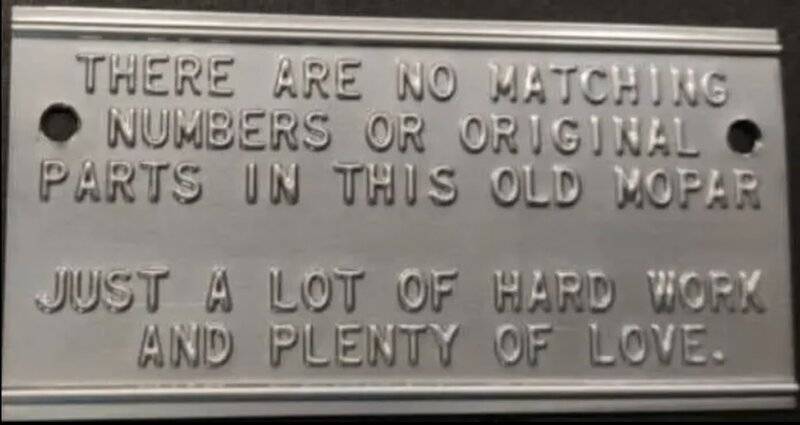 THERE ARE NO MATCHING
NUMBERS OR ORIGINAL
PARTS IN THIS OLD MOPAR
JUST A LOT OF HARD WORK
AND PLENTY OF LOVE.